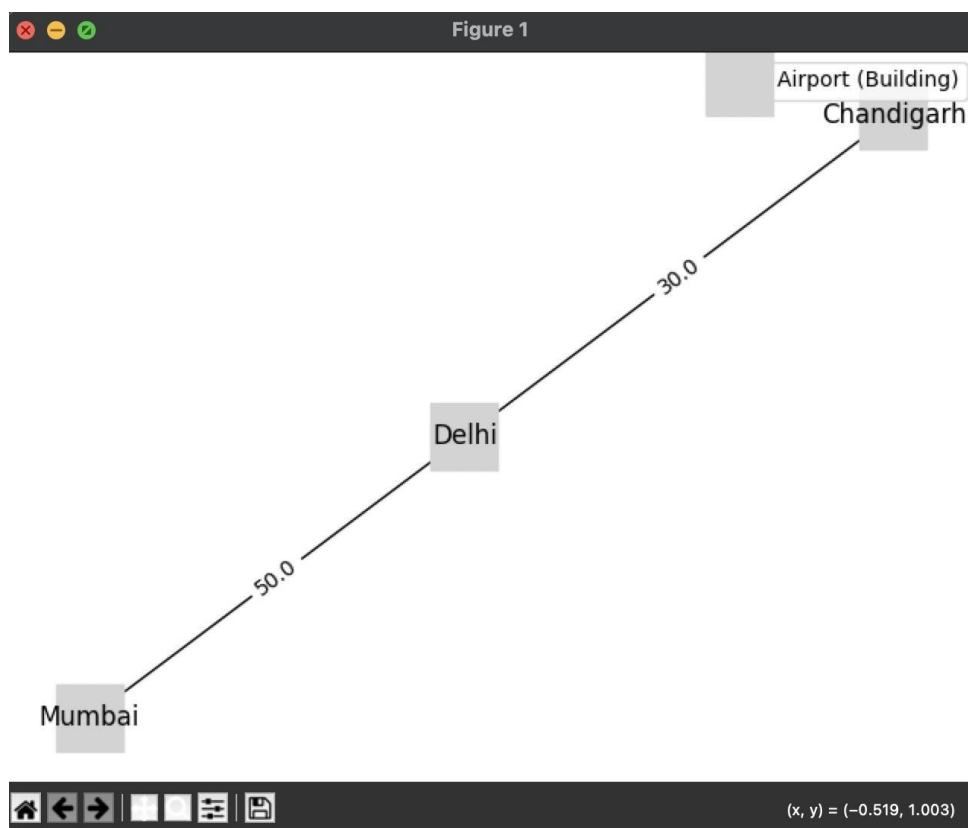 Figure 1
Airport (Building)
Chandigarh
30.0
Delhi
50.0
Mumbai
(x, y) = (−0.519, 1.003)